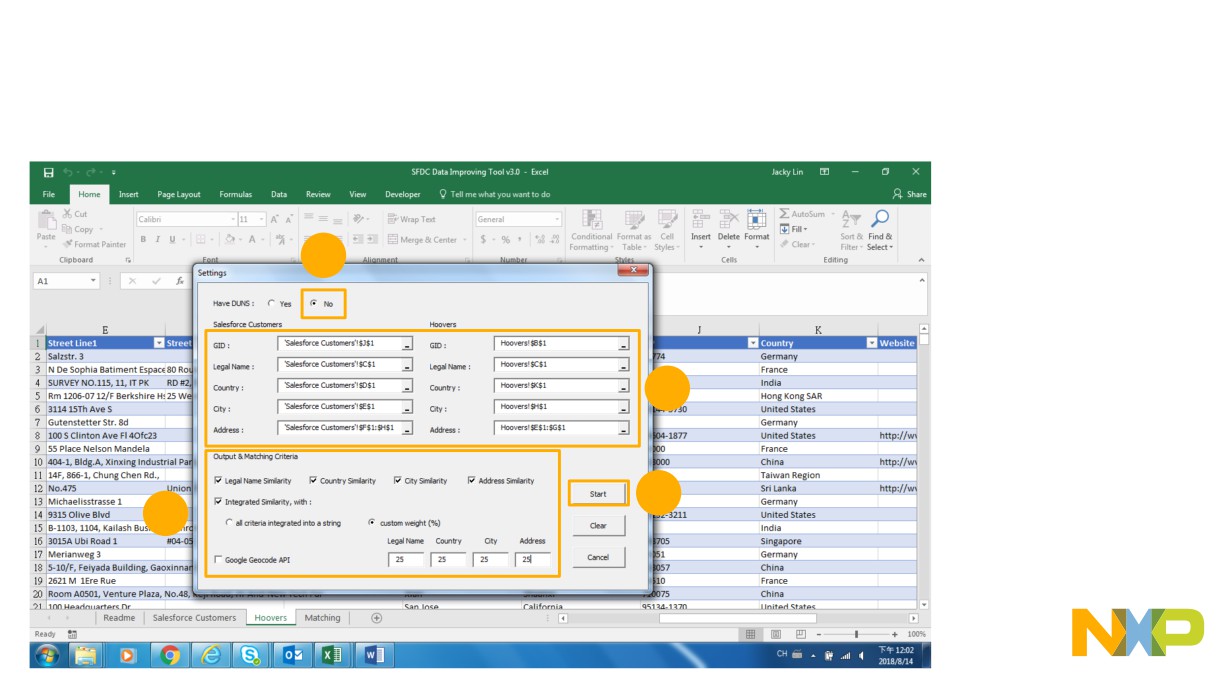 SFDC Data Improving Tool v3.0 - Excel
Jacky Lin
File Home Insert Page Layout Formulas Data Review View Developer Tell me what you want to do Share
Cut
Copy
Format Painter
Paste
Clipboard
Calibri 11
B I U
Font
Wrap Text
Merge & Center
Alignment
General
$ % ,
Number
Conditional Formatting
Format as Table
Cell Styles
Styles
Insert Delete Format
Cells
AutoSum
Fill
Clear
Sort & Filter
Find & Select
Editing
A1
fx
Settings
Have DUNS : Yes No
Salesforce Customers Hoovers
GID : 'Salesforce Customers'!$J$1 GID : Hoovers!$B$1
Legal Name : 'Salesforce Customers'!$C$1 Legal Name : Hoovers!$C$1
Country : 'Salesforce Customers'!$D$1 Country : Hoovers!$K$1
City : 'Salesforce Customers'!$E$1 City : Hoovers!$H$1
Address : 'Salesforce Customers'!$F$1:$H$1 Address : Hoovers!$E$1:$G$1
Output & Matching Criteria
Legal Name Similarity Country Similarity City Similarity Address Similarity
Integrated Similarity, with :
all criteria integrated into a string custom weight (%)
Legal Name Country City Address
25 25 25 25
Google Geocode API
Start
Clear
Cancel
E J K
1 Street Line1 Street Country Website
2 Salzstr. 3 Germany
3 N De Sophia Batiment Espace 80 Rou France
4 SURVEY NO.115, 11, IT PK RD #2, India
5 Rm 1206-07 12/F Berkshire H 25 We Hong Kong SAR
6 3114 15Th Ave S United States
7 Gutenstetter Str. 8d Germany
8 100 S Clinton Ave Fl 4Ofc23 504-1877 United States http://w
9 55 Place Nelson Mandela France
10 404-1, Bldg.A, Xinxing Industrial Par China http://w
11 14F, 866-1, Chung Chen Rd., Taiwan Region
12 No.475 Union Sri Lanka http://w
13 Michaelisstrasse 1 Germany
14 9315 Olive Blvd 3211 United States
15 B-1103, 1104, Kailash India
16 3015A Ubi Road 1 #04-05 Singapore
17 Merianweg 3 Germany
18 5-10/F, Feiyada Building, Gaoxinnan China
19 2621 M 1Ere Rue France
20 Room A0501, Venture Plaza, No.48, China
21 100 Headquarters Dr San Jose California 95134-1370 United States
Readme Salesforce Customers Hoovers Matching
Ready
100%
CH
下午 12:02
2018/8/14
NXP